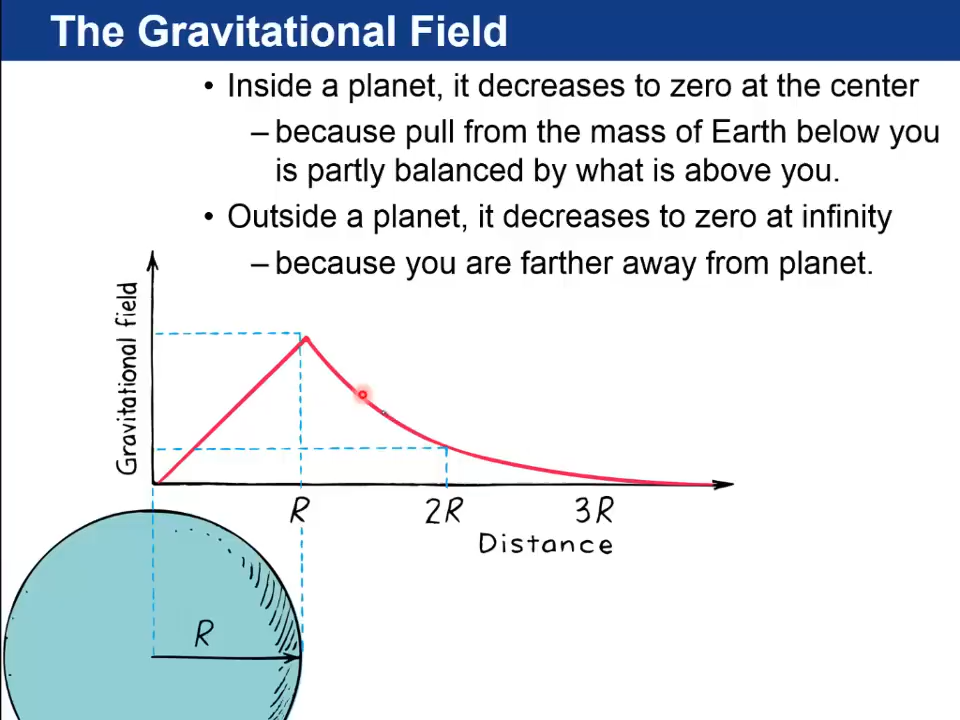 The Gravitational Field
• Inside a planet, it decreases to zero at the center
– because pull from the mass of Earth below you
is partly balanced by what is above you.
• Outside a planet, it decreases to zero at infinity
– because you are farther away from planet.
Gravitational field
R
2R
3R
Distance
R